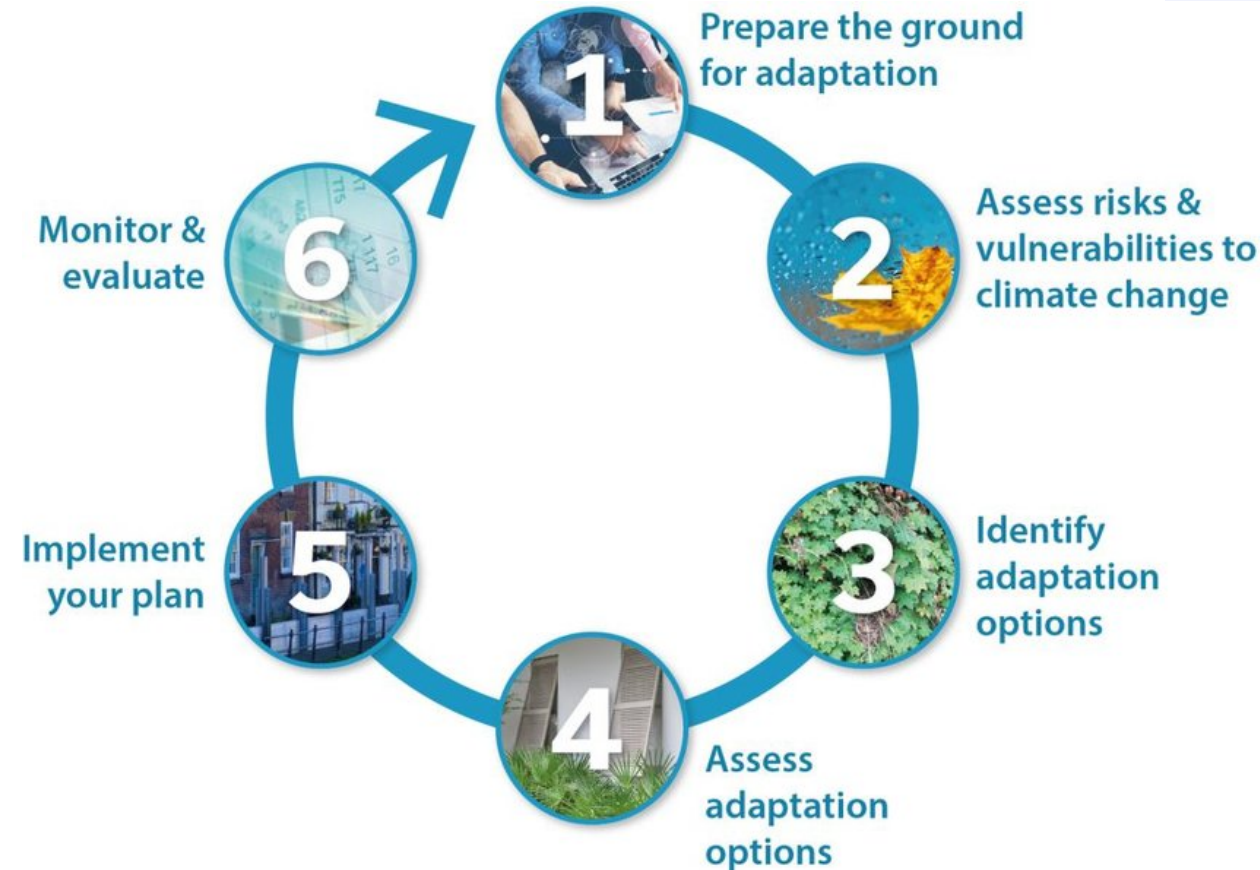 1
Prepare the ground
for adaptation
2
Assess risks &
vulnerabilities to
climate change
3
Identify
adaptation
options
4
Assess
adaptation
options
5
Implement
your plan
6
Monitor &
evaluate